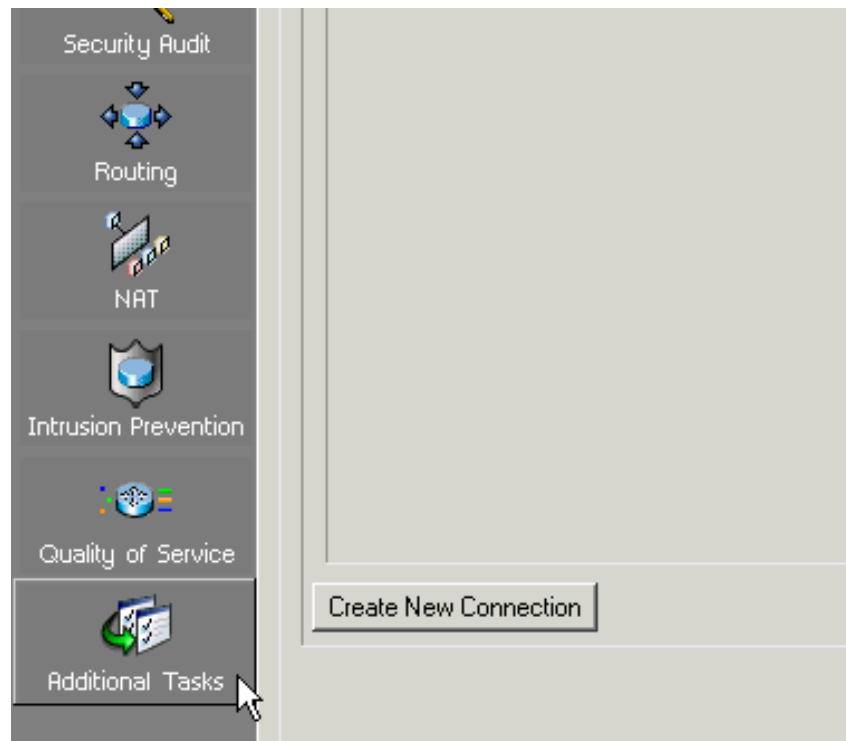 Security Audit
Routing
NAT
Intrusion Prevention
Quality of Service
Create New Connection
Additional Tasks